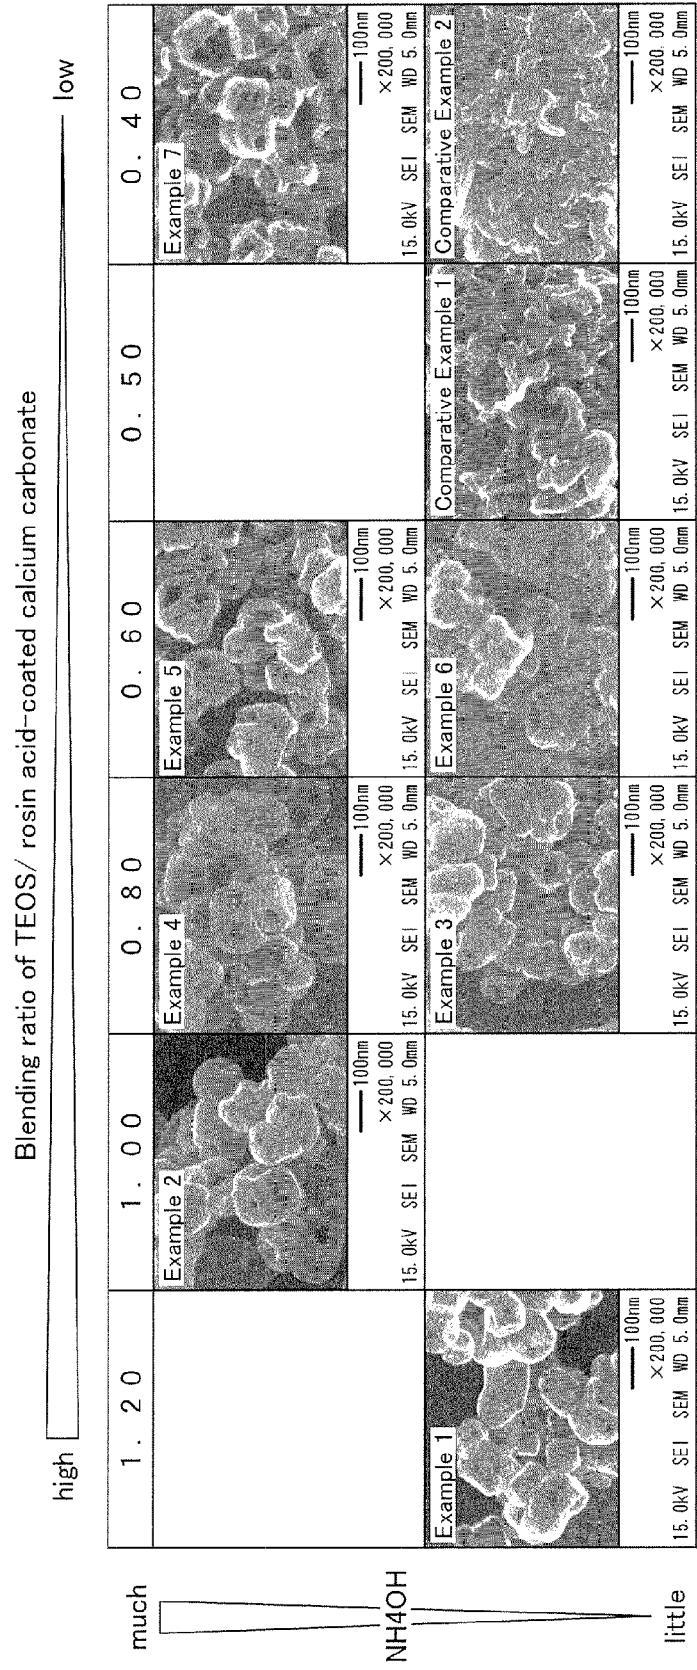 Blending ratio of TEOS/ rosin acid-coated calcium carbonate
high
low
1. 20
1. 00
0. 80
0. 60
0. 50
0. 40
much
NH4OH
little
Example 2
100nm
×200,000
15.0kV SEI SEM WD 5.0mm
Example 4
100nm
×200,000
15.0kV SEI SEM WD 5.0mm
Example 5
100nm
×200,000
15.0kV SEI SEM WD 5.0mm
Example 7
100nm
×200,000
15.0kV SEI SEM WD 5.0mm
Example 1
100nm
×200,000
15.0kV SEI SEM WD 5.0mm
Example 3
100nm
×200,000
15.0kV SEI SEM WD 5.0mm
Example 6
100nm
×200,000
15.0kV SEI SEM WD 5.0mm
Comparative Example 1
100nm
×200,000
15.0kV SEI SEM WD 5.0mm
Comparative Example 2
100nm
×200,000
15.0kV SEI SEM WD 5.0mm